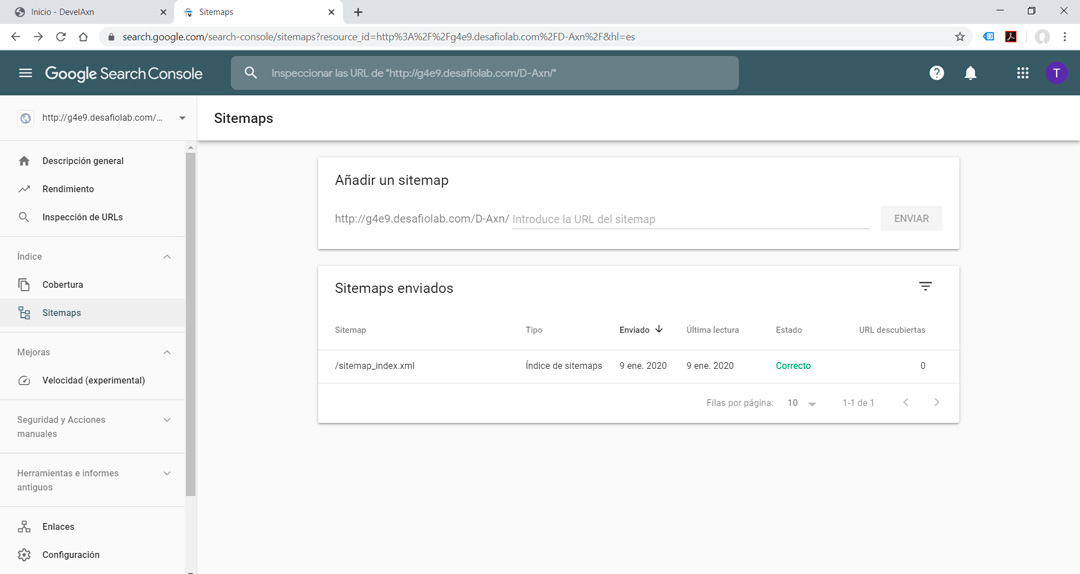 Inicio - DevelAxn
Sitemaps
search.google.com/search-console/sitemaps?resource_id=http%3A%2F%2Fg4e9.desafiolab.com%2FD-Axn%2F&hl=es
Google Search Console
Inspeccionar las URL de "http://g4e9.desafiolab.com/D-Axn/"
T
http://g4e9.desafiolab.com/...
Sitemaps
Descripción general
Rendimiento
Inspección de URLs
Índice
Cobertura
Sitemaps
Mejoras
Velocidad (experimental)
Seguridad y Acciones
manuales
Herramientas e informes
antiguos
Enlaces
Configuración
Añadir un sitemap
http://g4e9.desafiolab.com/D-Axn/ Introduce la URL del sitemap ENVIAR
Sitemaps enviados
Sitemap Tipo Enviado Última lectura Estado URL descubiertas
/sitemap_index.xml Índice de sitemaps 9 ene. 2020 9 ene. 2020 Correcto 0
Filas por página: 10 1-1 de 1